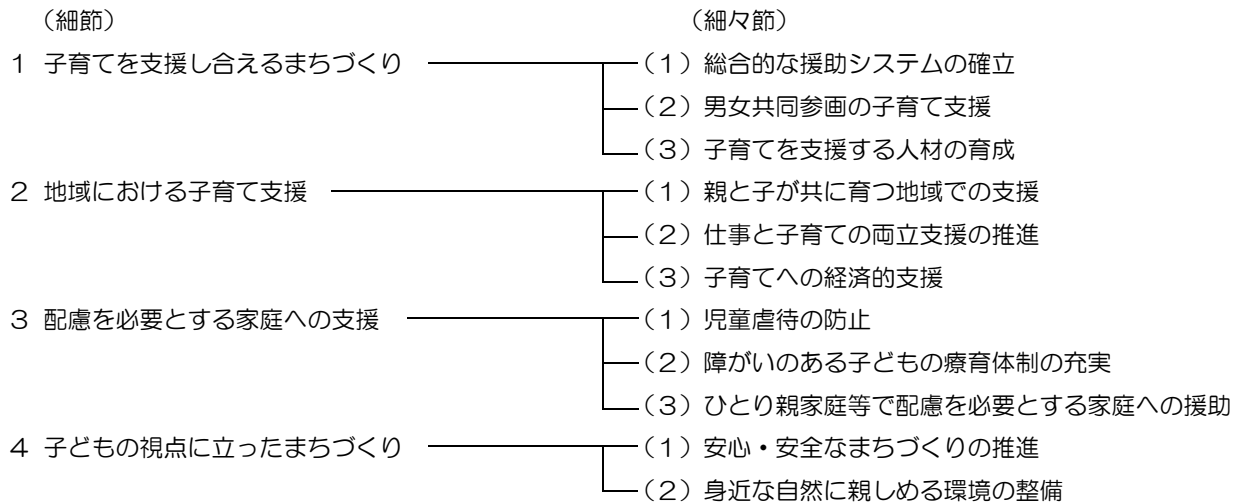 （細節） （細々節）
１ 子育てを支援し合えるまちづくり （１）総合的な援助システムの確立
（２）男女共同参画の子育て支援
（３）子育てを支援する人材の育成
２ 地域における子育て支援 （１）親と子が共に育つ地域での支援
（２）仕事と子育ての両立支援の推進
（３）子育てへの経済的支援
３ 配慮を必要とする家庭への支援 （１）児童虐待の防止
（２）障がいのある子どもの療育体制の充実
（３）ひとり親家庭等で配慮を必要とする家庭への援助
４ 子どもの視点に立ったまちづくり （１）安心・安全なまちづくりの推進
（２）身近な自然に親しめる環境の整備